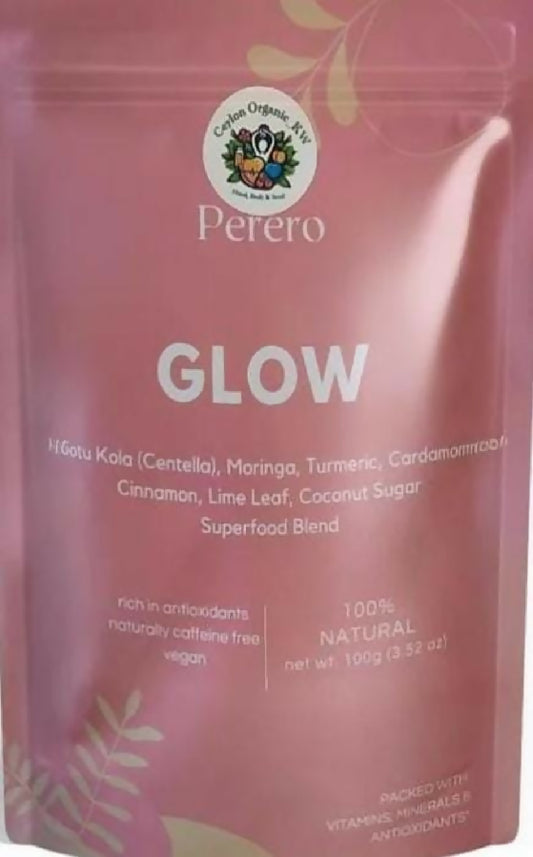 Ceylon Organic_KW
Mind, Body & Soul
Perero
GLOW
Gotu Kola (Centella), Moringa, Turmeric, Cardamom
Cinnamon, Lime Leaf, Coconut Sugar
Superfood Blend
rich in antioxidants
naturally caffeine free
vegan
100%
NATURAL
net wt. 100g (3.52 oz)
PACKED WITH
VITAMINS, MINERALS &
ANTIOXIDANTS*